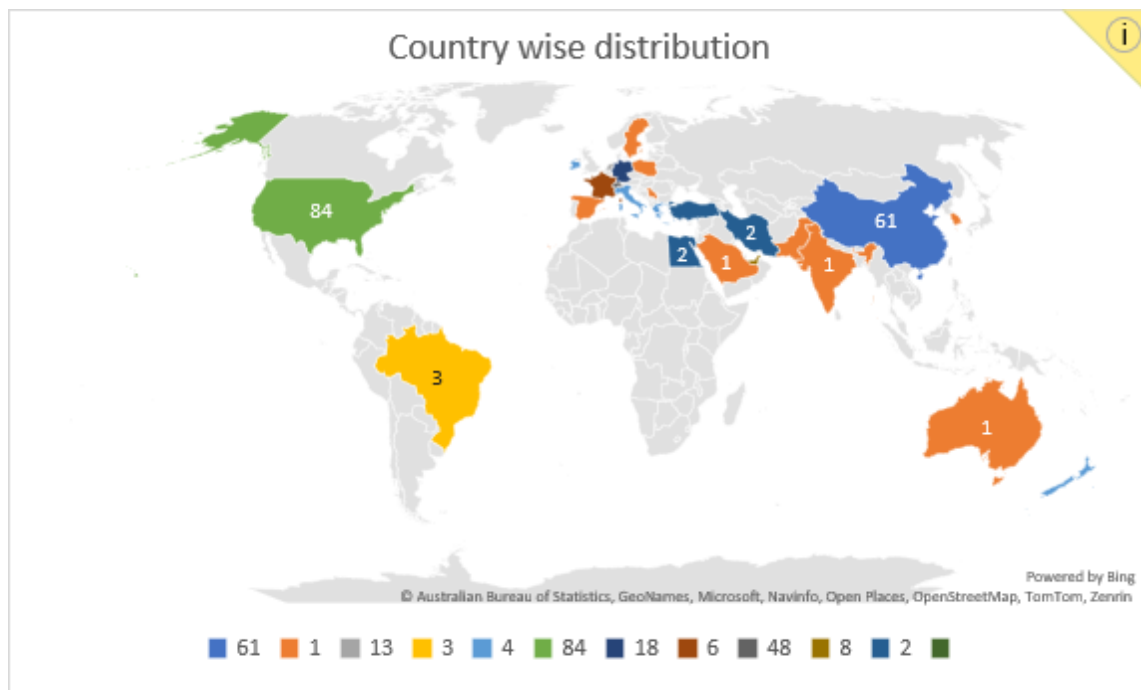 Country wise distribution
i
84
61
2
2
1
1
3
1
Powered by Bing
© Australian Bureau of Statistics, GeoNames, Microsoft, Navinfo, Open Places, OpenStreetMap, TomTom, Zenrin
61 1 13 3 4 84 18 6 48 8 2